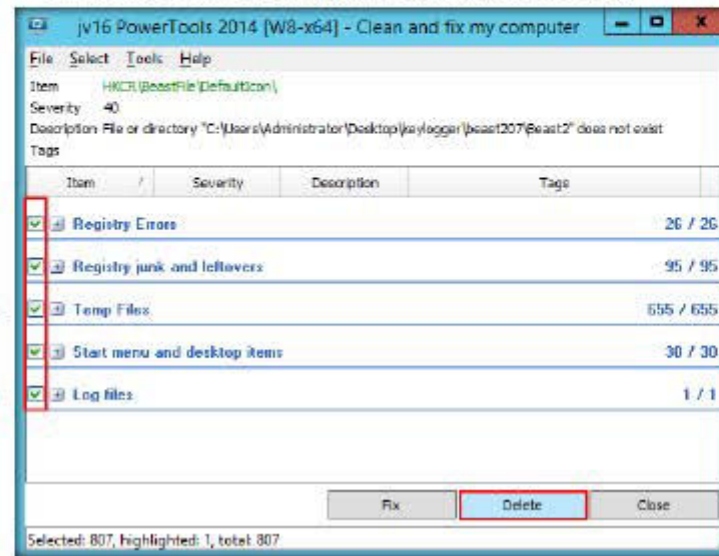 jv16 PowerTools 2014 [W8-x64] - Clean and fix my computer
File Select Tools Help
Item HKCR\BeastFile\DefaultIcon\
Severity 40
Description File or directory "C:\Users\Administrator\Desktop\keylogger\beast207\Beast2" does not exist
Tags
Item / Severity Description Tags
Registry Errors 26 / 26
Registry junk and leftovers 95 / 95
Temp Files 655 / 655
Start menu and desktop items 30 / 30
Log files 1 / 1
Fix Delete Close
Selected: 807, highlighted: 1, total: 807